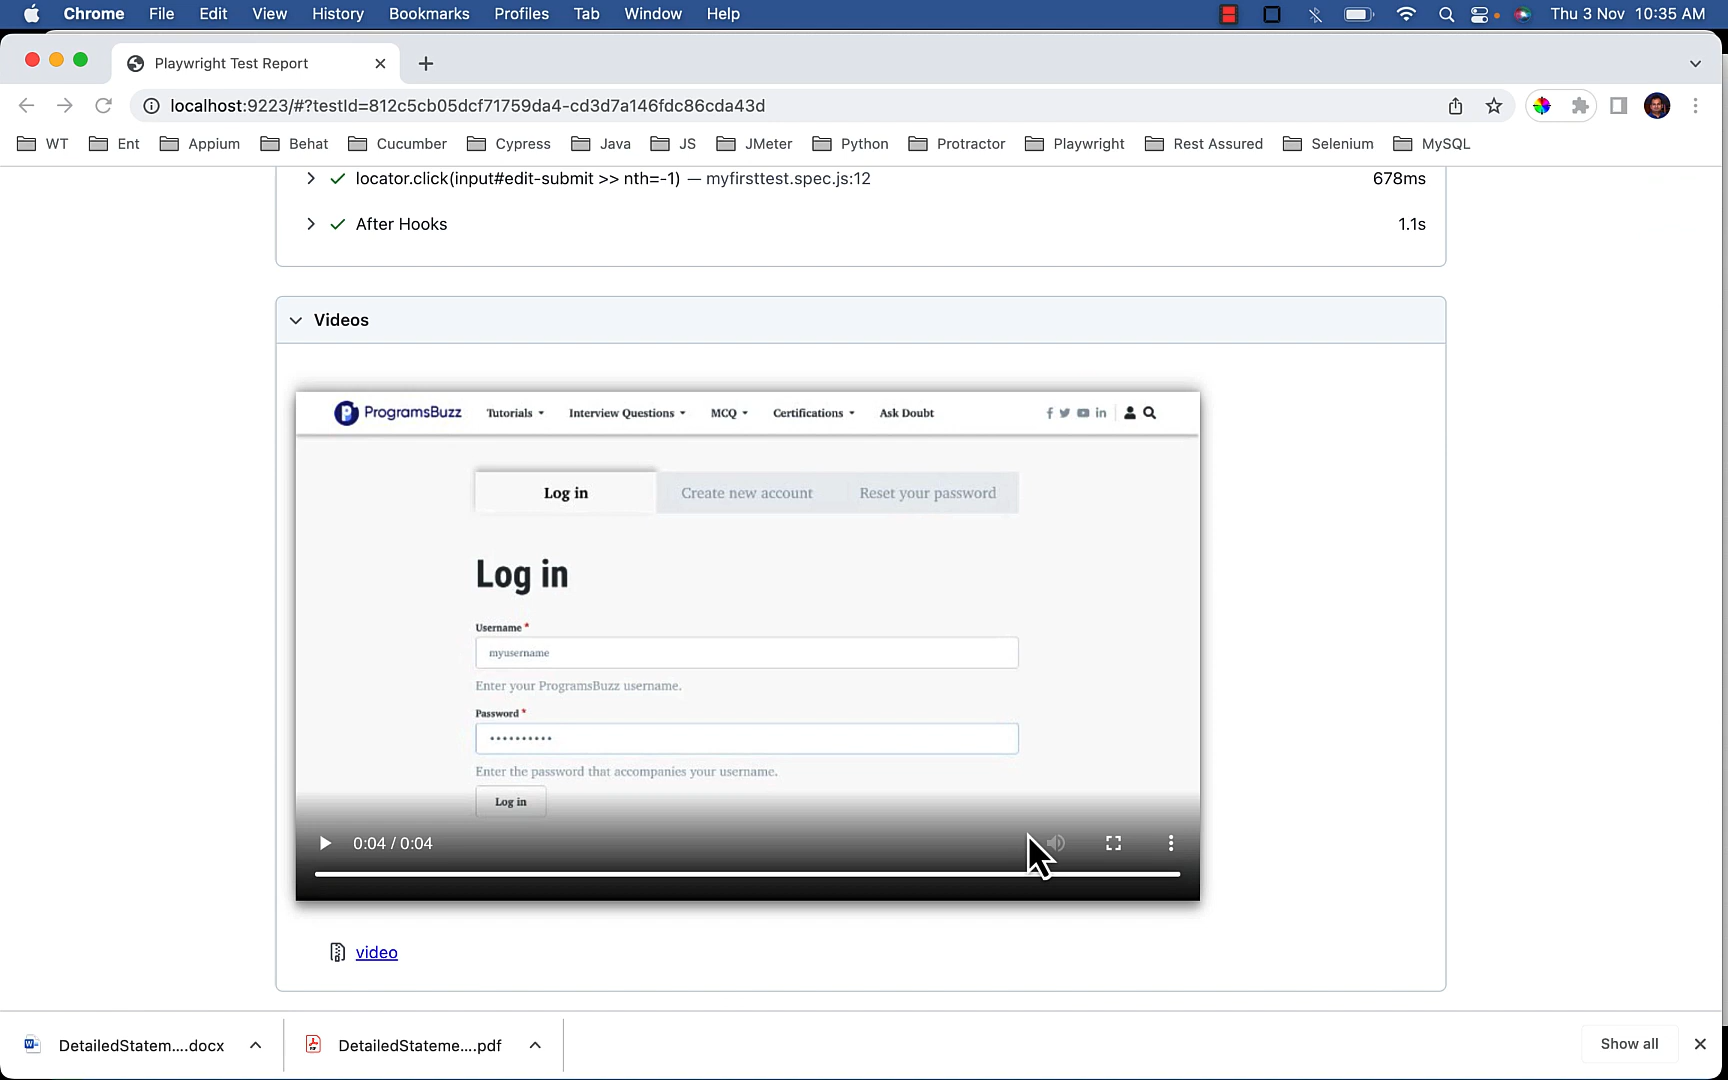 Chrome File Edit View History Bookmarks Profiles Tab Window Help Thu 3 Nov 10:35 AM
Playwright Test Report
localhost:9223/#?testId=812c5cb05dcf71759da4-cd3d7a146fdc86cda43d
WT Ent Appium Behat Cucumber Cypress Java JS JMeter Python Protractor Playwright Rest Assured Selenium MySQL
locator.click(input#edit-submit >> nth=-1) — myfirsttest.spec.js:12 678ms
After Hooks 1.1s
Videos
ProgramsBuzz Tutorials Interview Questions MCQ Certifications Ask Doubt
Log in Create new account Reset your password
Log in
Username *
myusername
Enter your ProgramsBuzz username.
Password *
••••••••••
Enter the password that accompanies your username.
Log in
0:04 / 0:04
video
DetailedStatem....docx DetailedStateme....pdf Show all